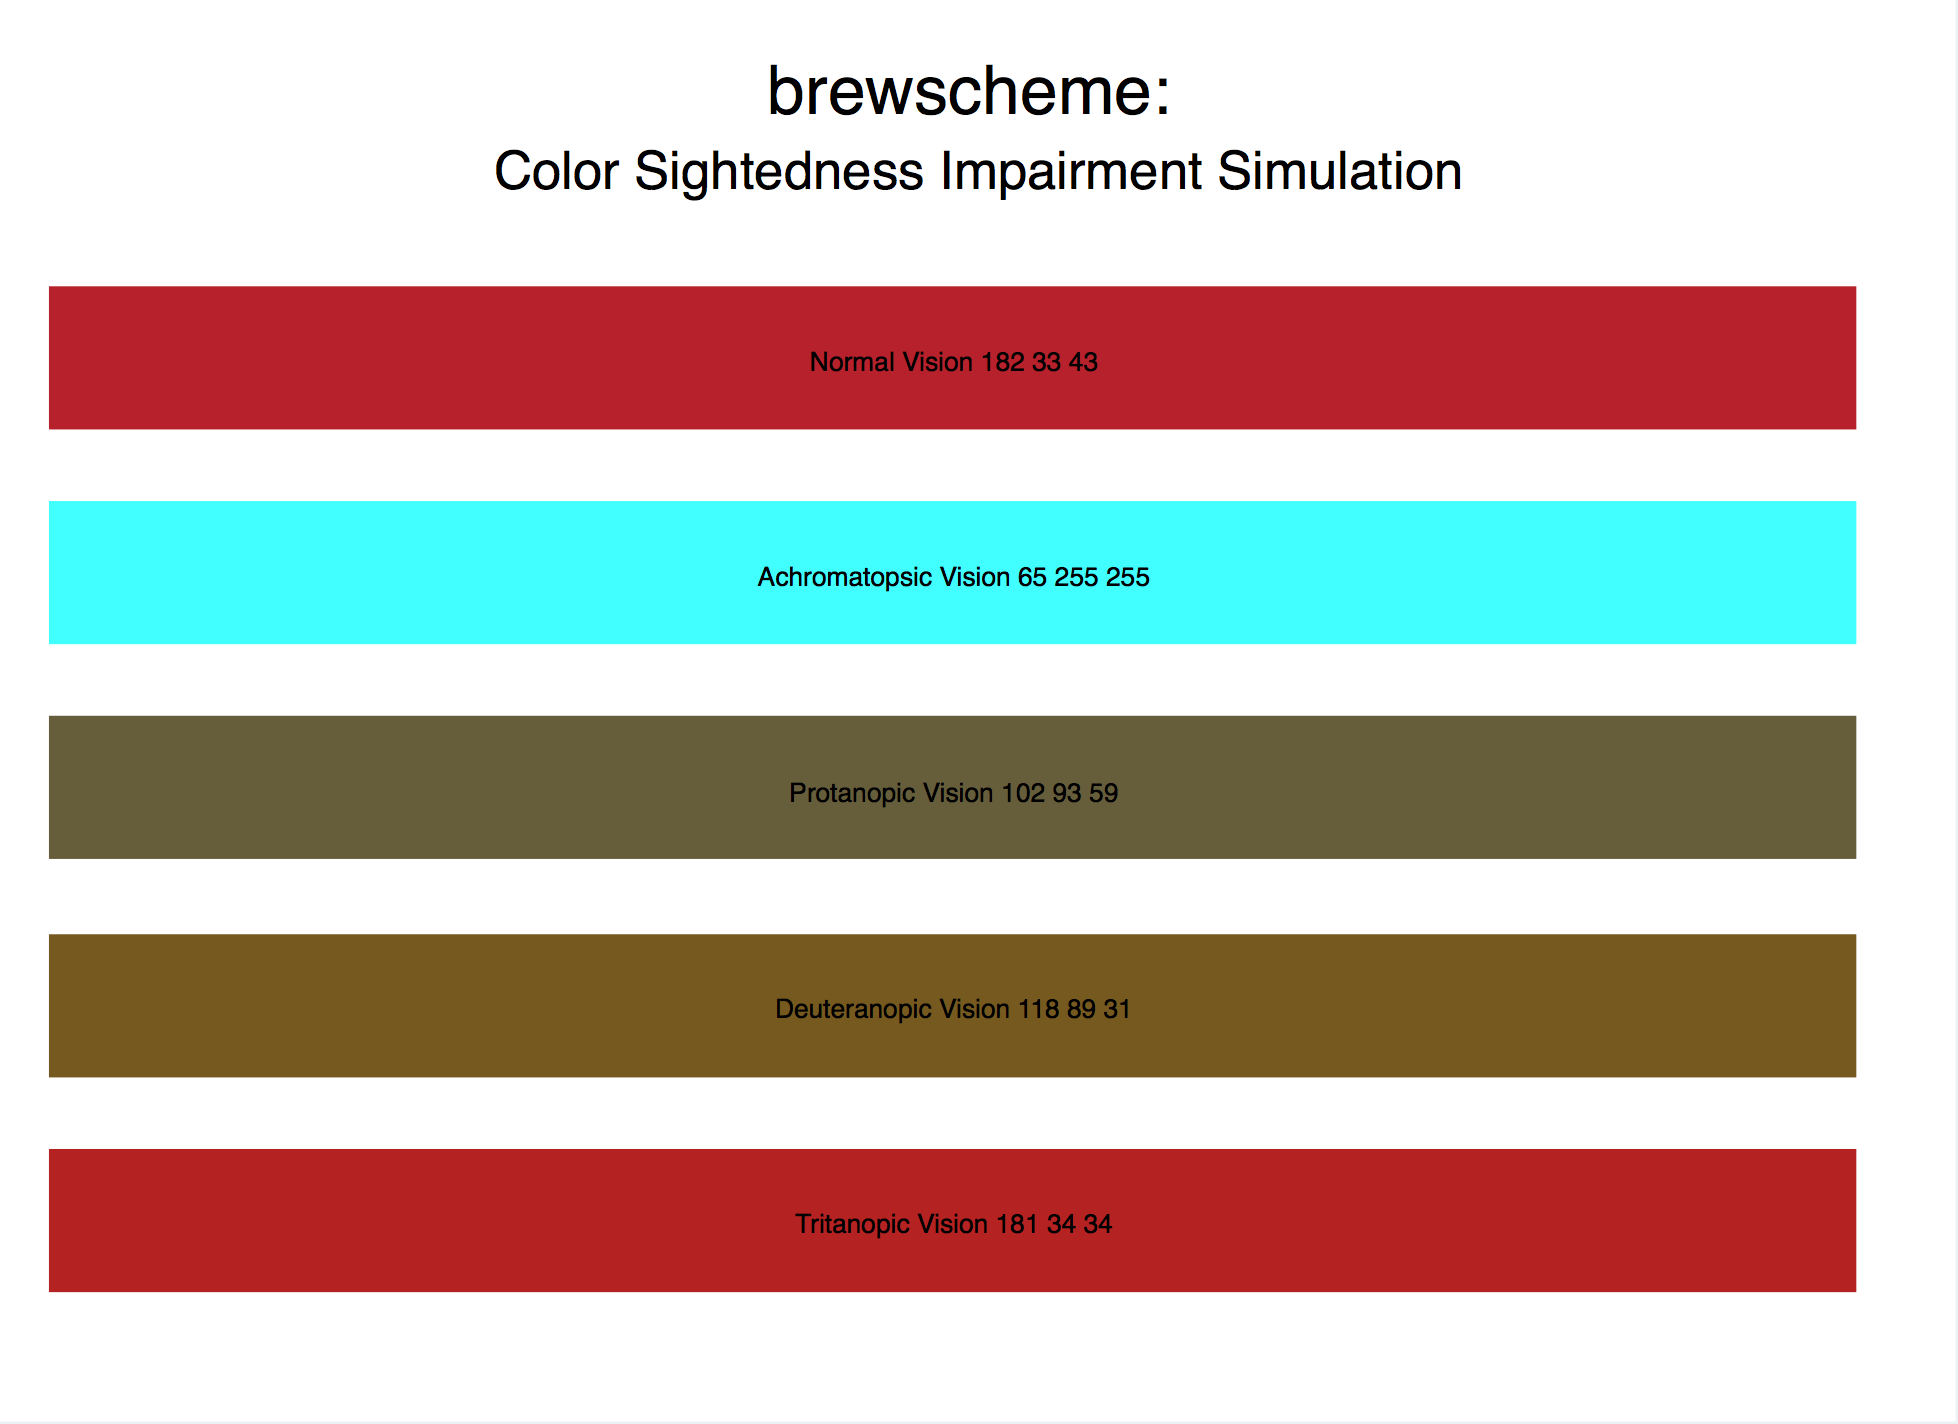 brewscheme:
Color Sightedness Impairment Simulation
Normal Vision 182 33 43
Achromatopsic Vision 65 255 255
Protanopic Vision 102 93 59
Deuteranopic Vision 118 89 31
Tritanopic Vision 181 34 34